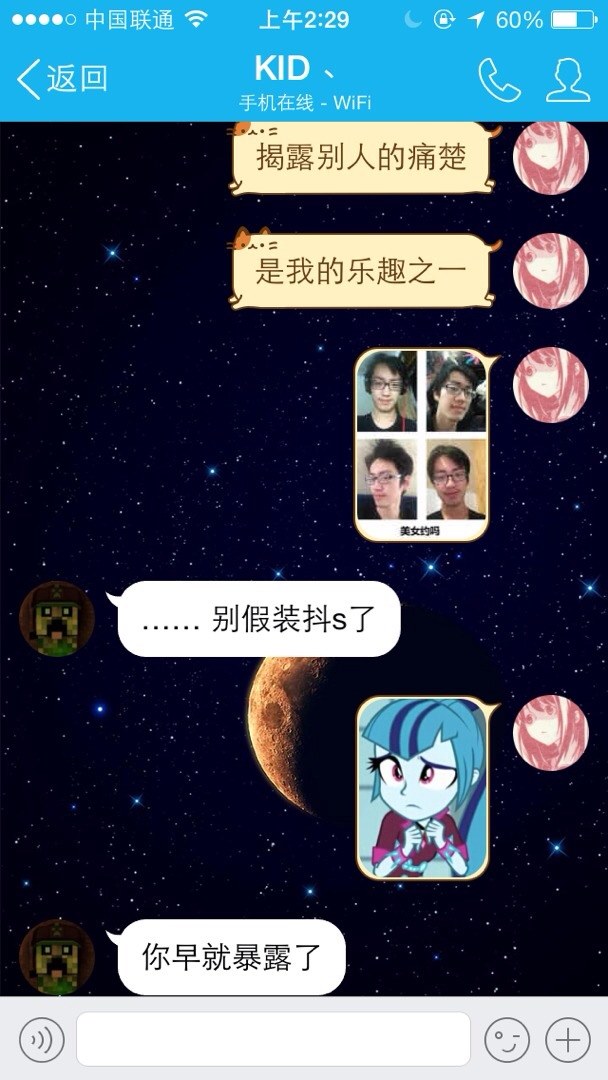 中国联通 上午2:29 60%
返回 KID 、
手机在线 - WiFi
揭露别人的痛楚
是我的乐趣之一
美女约吗
…… 别假装抖s了
你早就暴露了